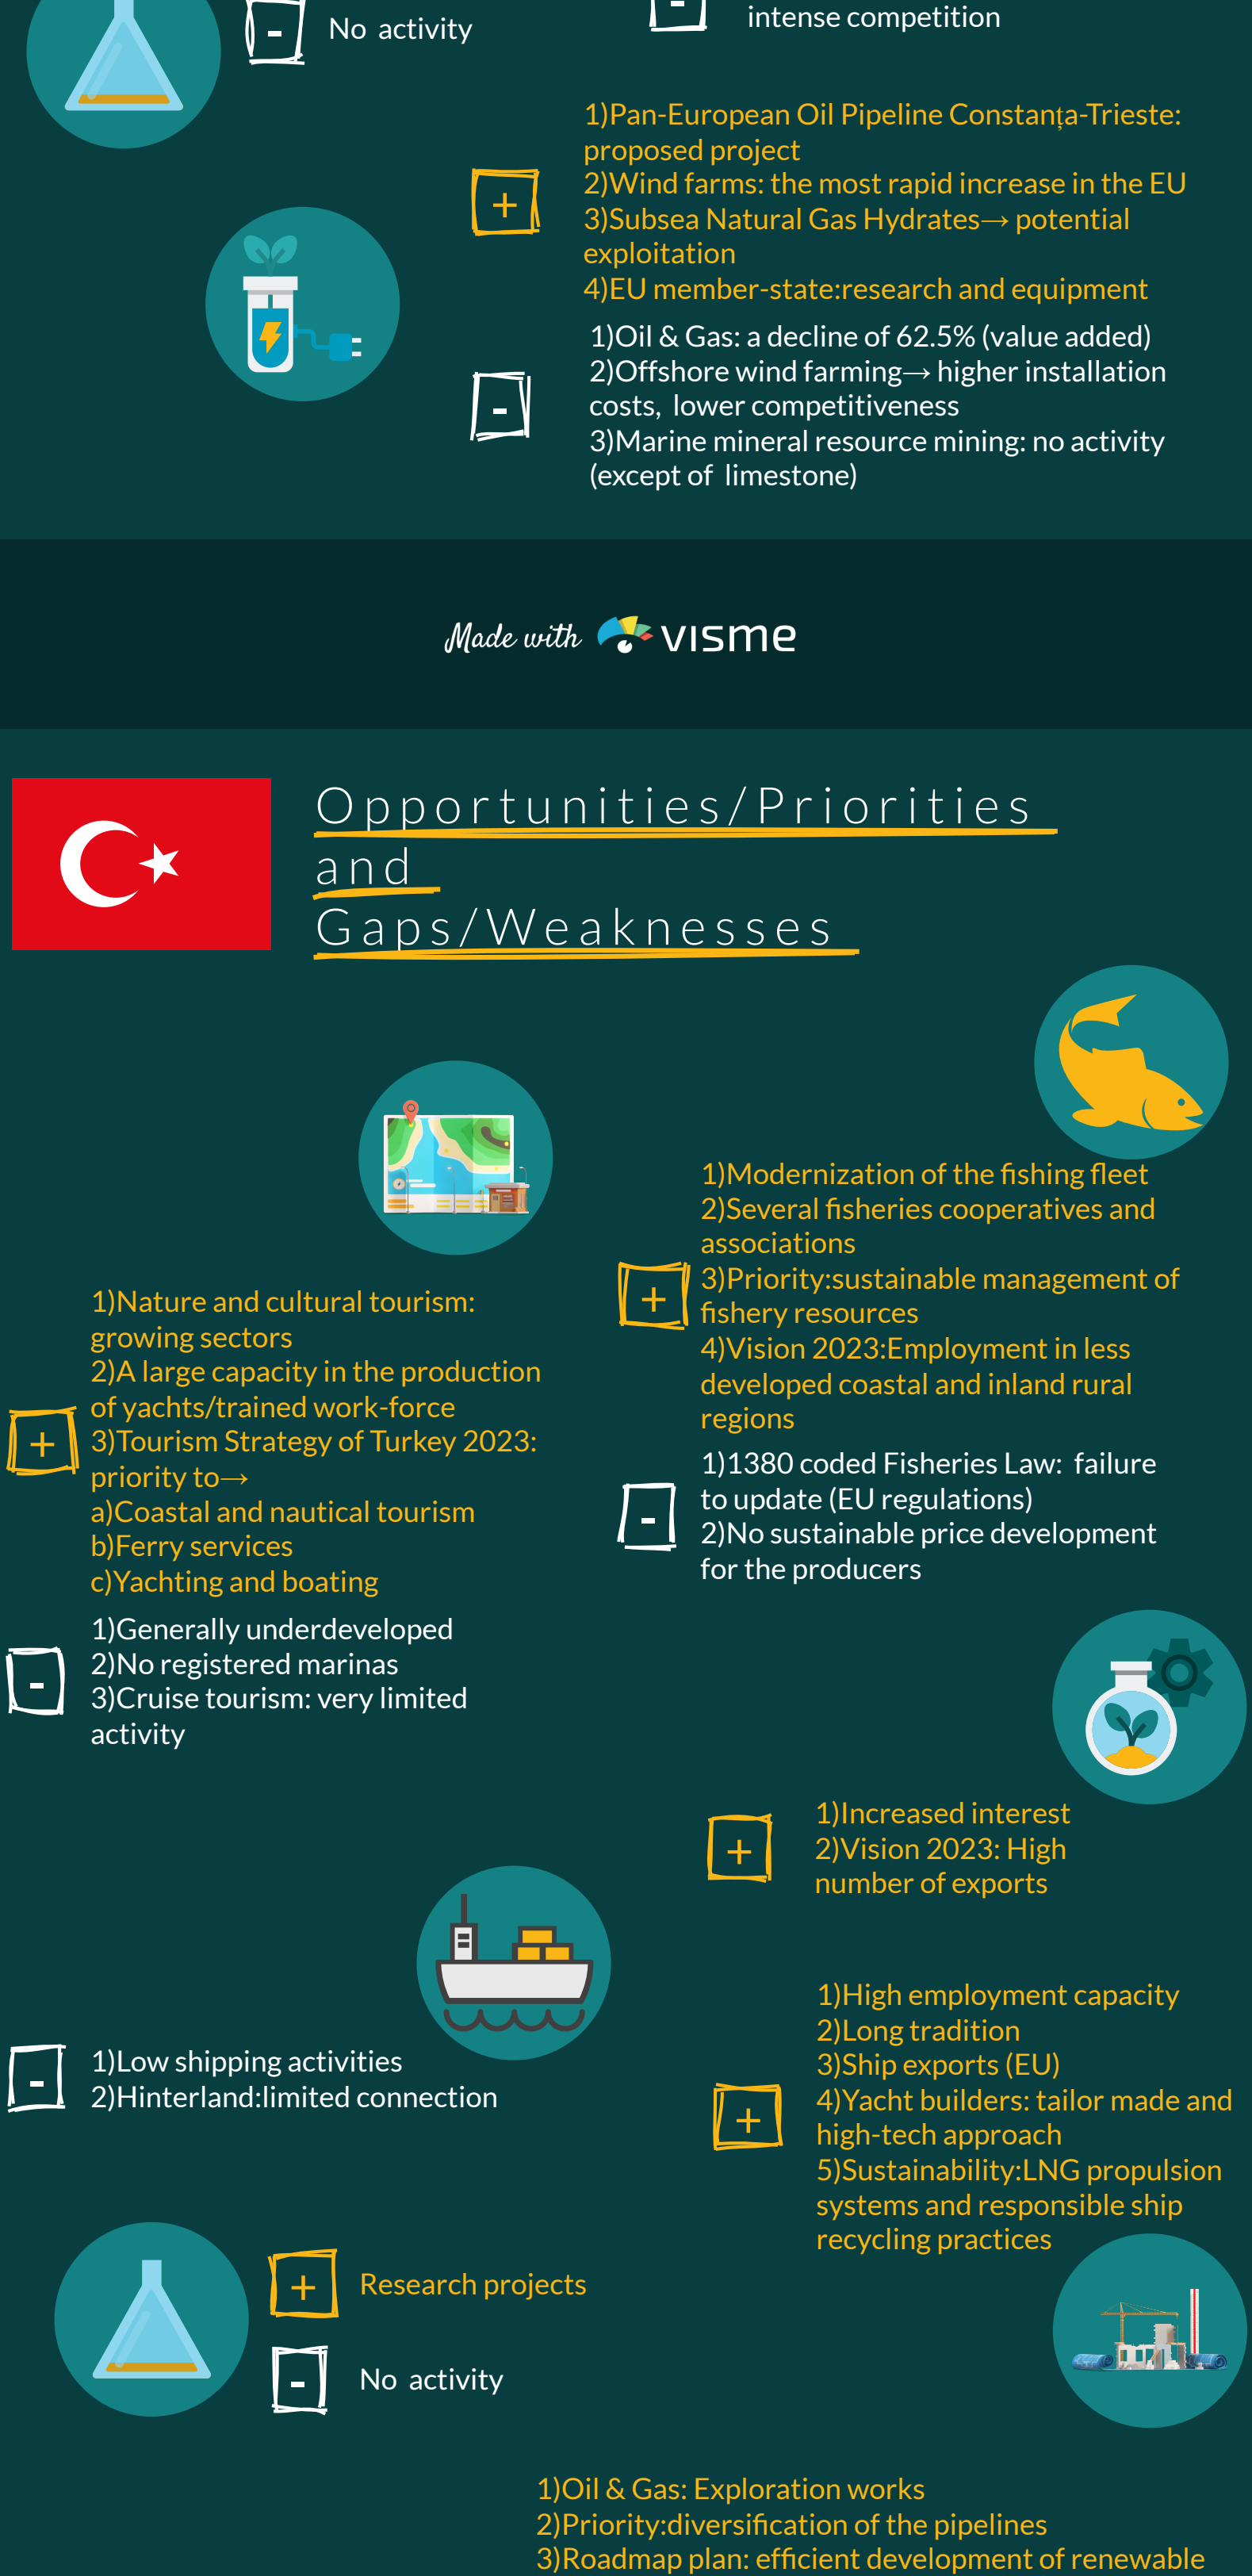 - No  activity
- intense competition
1)Pan-European Oil Pipeline Constanța-Trieste:
proposed project
+ 2)Wind farms: the most rapid increase in the EU
3)Subsea Natural Gas Hydrates→ potential
exploitation
4)EU member-state:research and equipment
1)Oil & Gas: a decline of 62.5% (value added)
2)Offshore wind farming→ higher installation
- costs,  lower competitiveness
3)Marine mineral resource mining: no activity
(except of  limestone)
Made with visme
Opportunities/Priorities
and
Gaps/Weaknesses
1)Modernization of the fishing fleet
2)Several fisheries cooperatives and
associations
+ 3)Priority:sustainable management of
fishery resources
4)Vision 2023:Employment in less
developed coastal and inland rural
regions
1)1380 coded Fisheries Law:  failure
- to update (EU regulations)
2)No sustainable price development
for the producers
1)Nature and cultural tourism:
growing sectors
2)A large capacity in the production
of yachts/trained work-force
+ 3)Tourism Strategy of Turkey 2023:
priority to→
a)Coastal and nautical tourism
b)Ferry services
c)Yachting and boating
1)Generally underdeveloped
- 2)No registered marinas
3)Cruise tourism: very limited
activity
1)Increased interest
+ 2)Vision 2023: High
number of exports
- 1)Low shipping activities
2)Hinterland:limited connection
1)High employment capacity
2)Long tradition
3)Ship exports (EU)
+ 4)Yacht builders: tailor made and
high-tech approach
5)Sustainability:LNG propulsion
systems and responsible ship
recycling practices
+ Research projects
- No  activity
1)Oil & Gas: Exploration works
2)Priority:diversification of the pipelines
3)Roadmap plan: efficient development of renewable